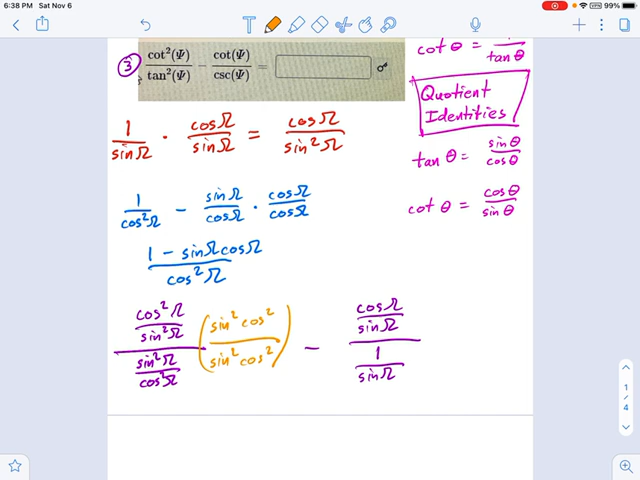 6:38 PM Sat Nov 6
99%
③ cot²(Ψ)/tan²(Ψ) − cot(Ψ)/csc(Ψ) =
cot θ = / tan θ
Quotient
Identities
tan θ = sin θ/cos θ
cot θ = cos θ/sin θ
1/sin Ω · cos Ω/sin Ω = cos Ω/sin² Ω
1/cos² Ω − sin Ω/cos Ω · cos Ω/cos Ω
1 − sin Ω cos Ω/cos² Ω
cos² Ω/sin² Ω / sin² Ω/cos² Ω (sin² cos²/sin² cos²) − cos Ω/sin Ω / 1/sin Ω
1
/
4